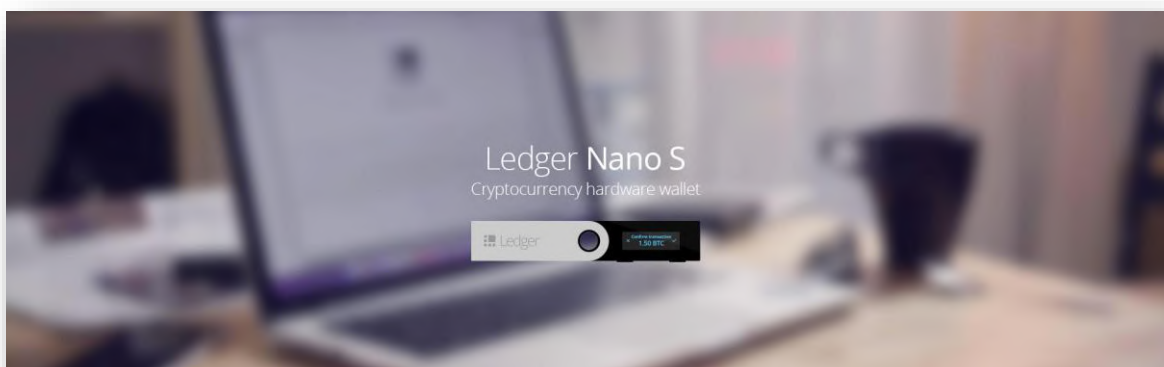 Ledger Nano S
Cryptocurrency hardware wallet
Ledger
Confirm transaction
1.50 BTC